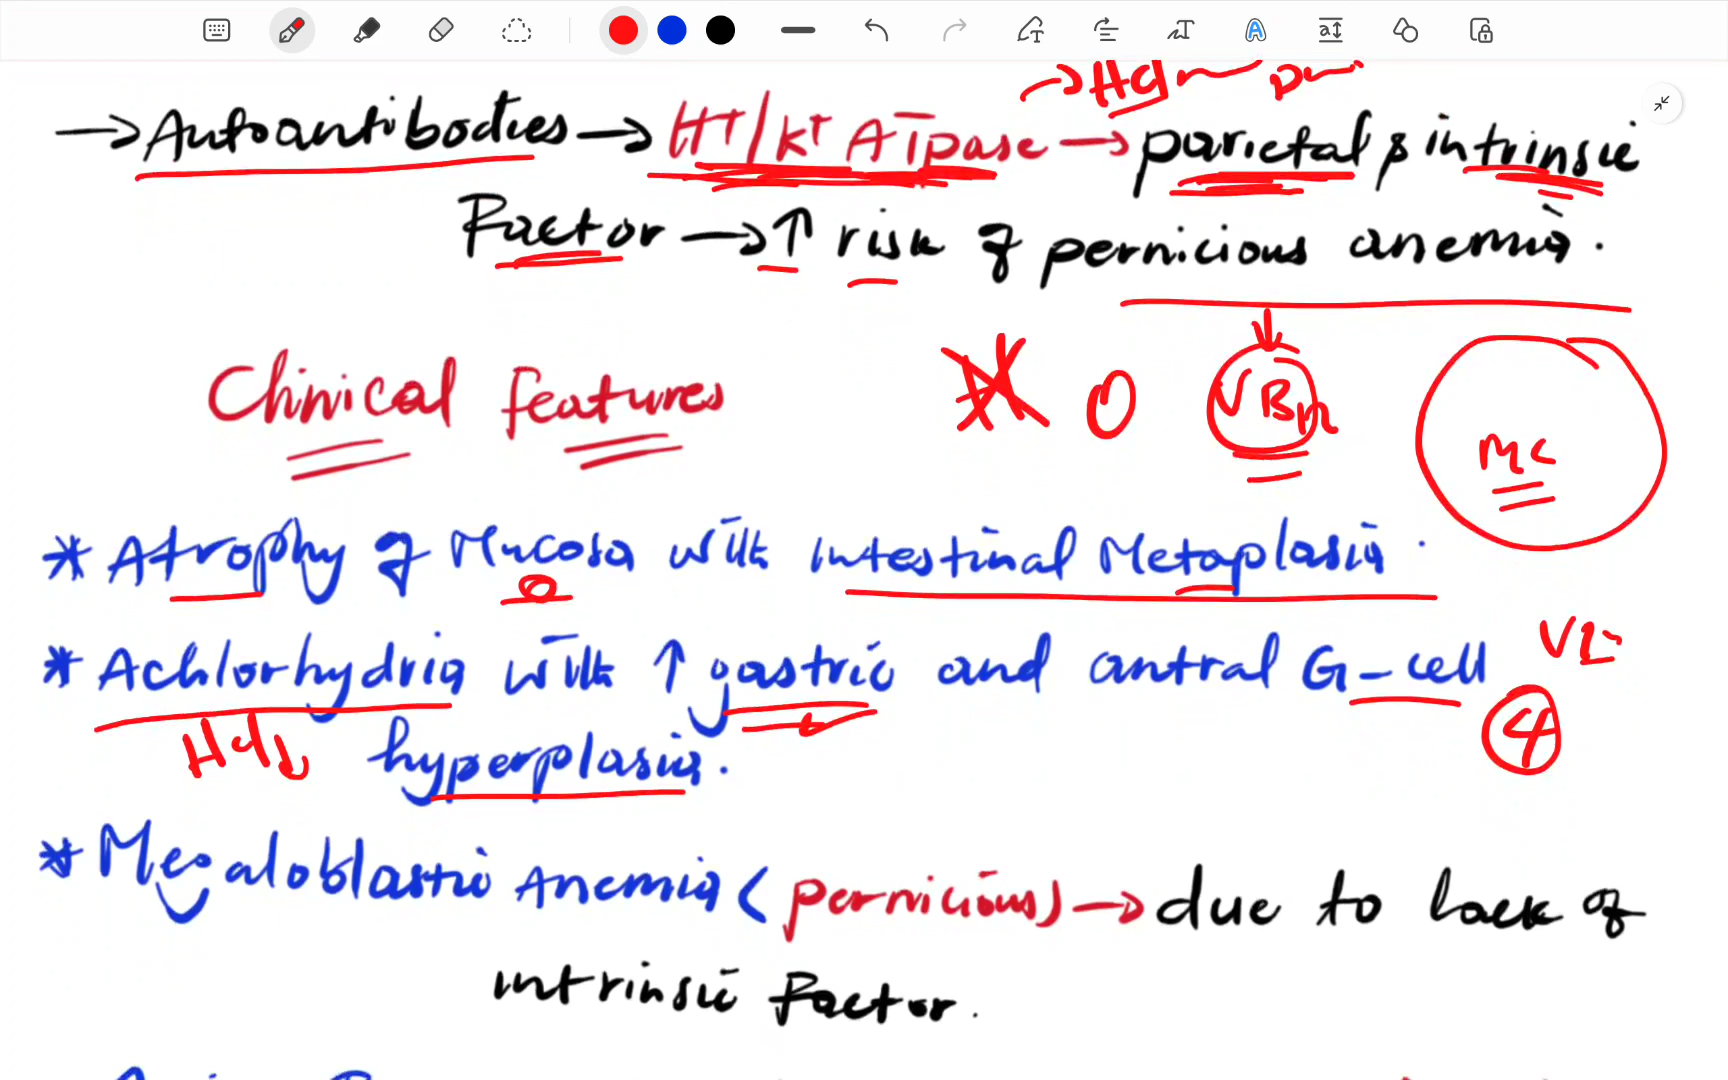 →HCl
→Autoantibodies → H+/K+ ATpase → parietal & intrinsic
Factor → ↑ risk of pernicious anemia.
Clinical features
VB12
MC
* Atrophy of Mucosa with intestinal Metaplasia.
* Achlorhydria with ↑ gastric and antral G-cell
4
HCl↓
hyperplasia.
* Megaloblastic Anemia (pernicious) → due to lack of
intrinsic factor.